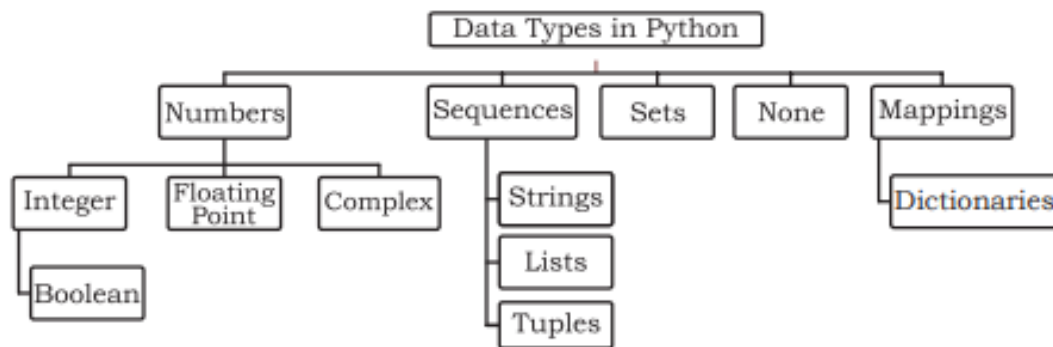 Data Types in Python
Numbers
Sequences
Sets
None
Mappings
Integer
Floating
Point
Complex
Strings
Dictionaries
Lists
Boolean
Tuples